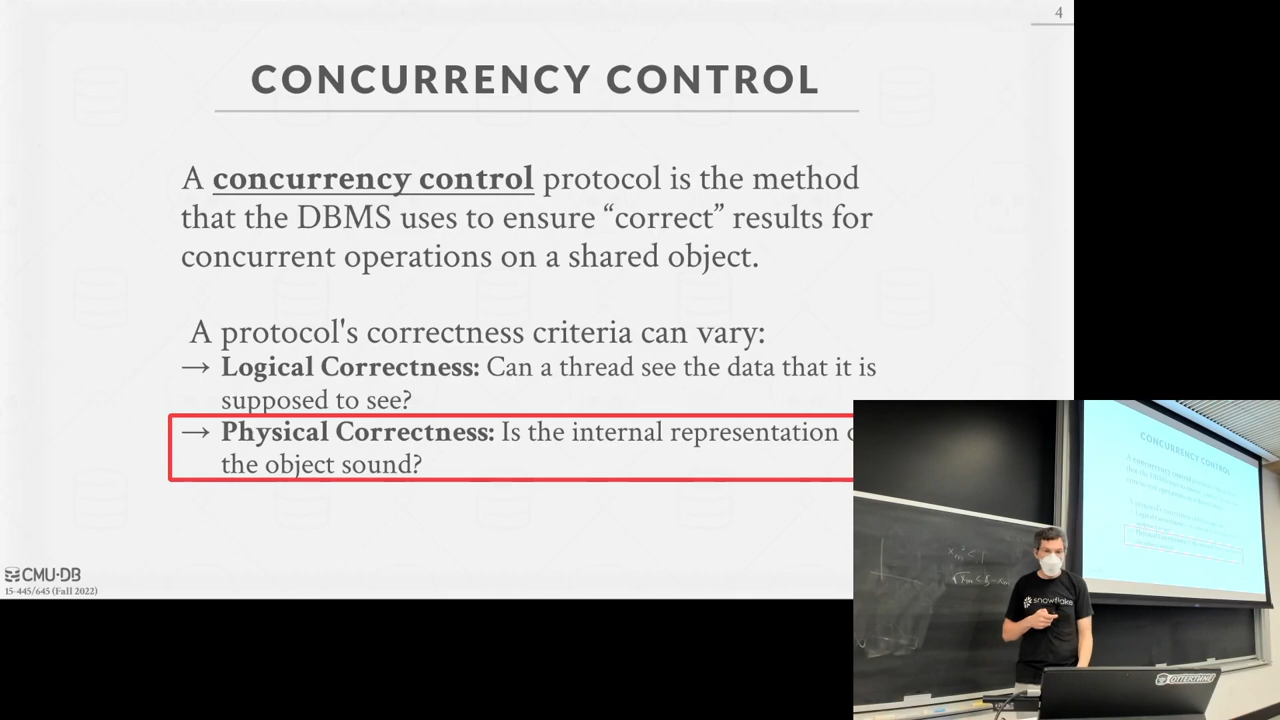 4
CONCURRENCY CONTROL
A concurrency control protocol is the method
that the DBMS uses to ensure “correct” results for
concurrent operations on a shared object.
A protocol's correctness criteria can vary:
→ Logical Correctness: Can a thread see the data that it is
supposed to see?
→ Physical Correctness: Is the internal representation
the object sound?
CMU·DB
15-445/645 (Fall 2022)
CONCURRENCY CONTROL
snowflake
OTTERTUNE